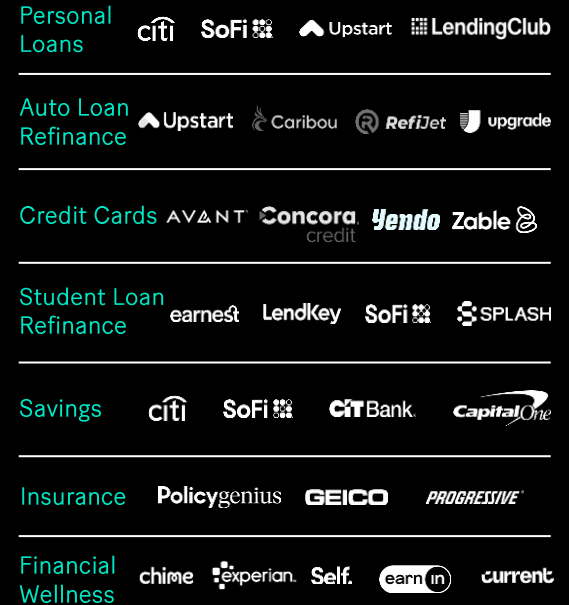 Personal
Loans
citi SoFi Upstart LendingClub
Auto Loan
Refinance
Upstart Caribou RefiJet upgrade
Credit Cards AVANT Concora credit Yendo Zable
Student Loan
Refinance
earnest LendKey SoFi SPLASH
Savings citi SoFi CIT Bank Capital One
Insurance Policygenius GEICO PROGRESSIVE
Financial
Wellness
chime experian. Self. earnin current